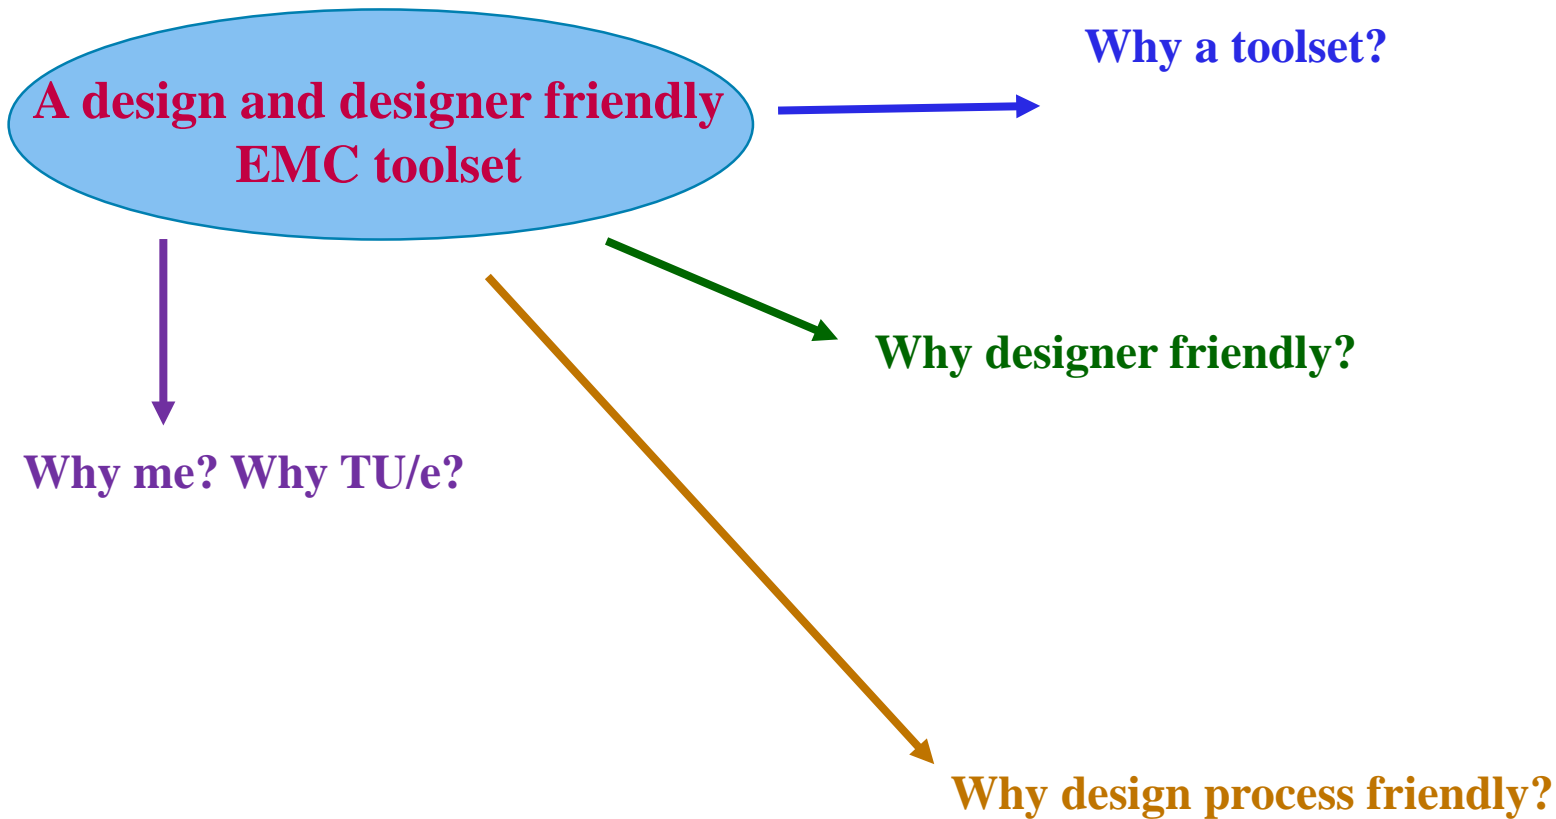 Why a toolset?
A design and designer friendly
EMC toolset
Why designer friendly?
Why me? Why TU/e?
Why design process friendly?